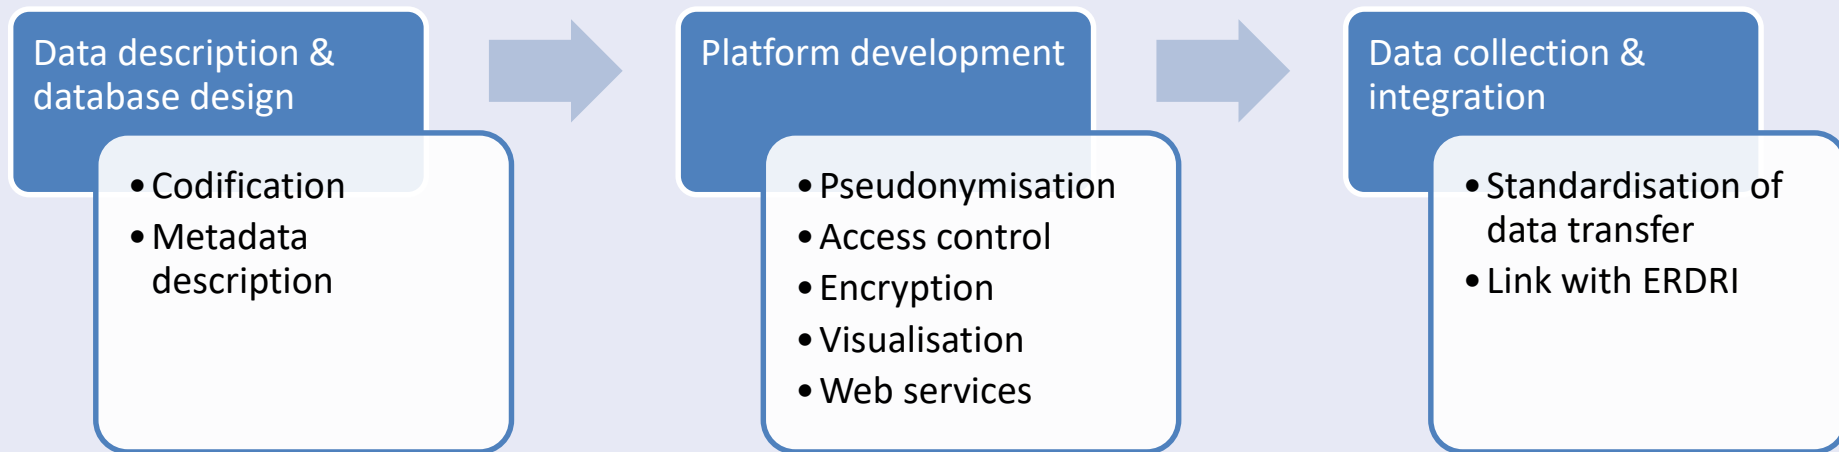 Data description &
database design
• Codification
• Metadata
description
Platform development
• Pseudonymisation
• Access control
• Encryption
• Visualisation
• Web services
Data collection &
integration
• Standardisation of
data transfer
• Link with ERDRI